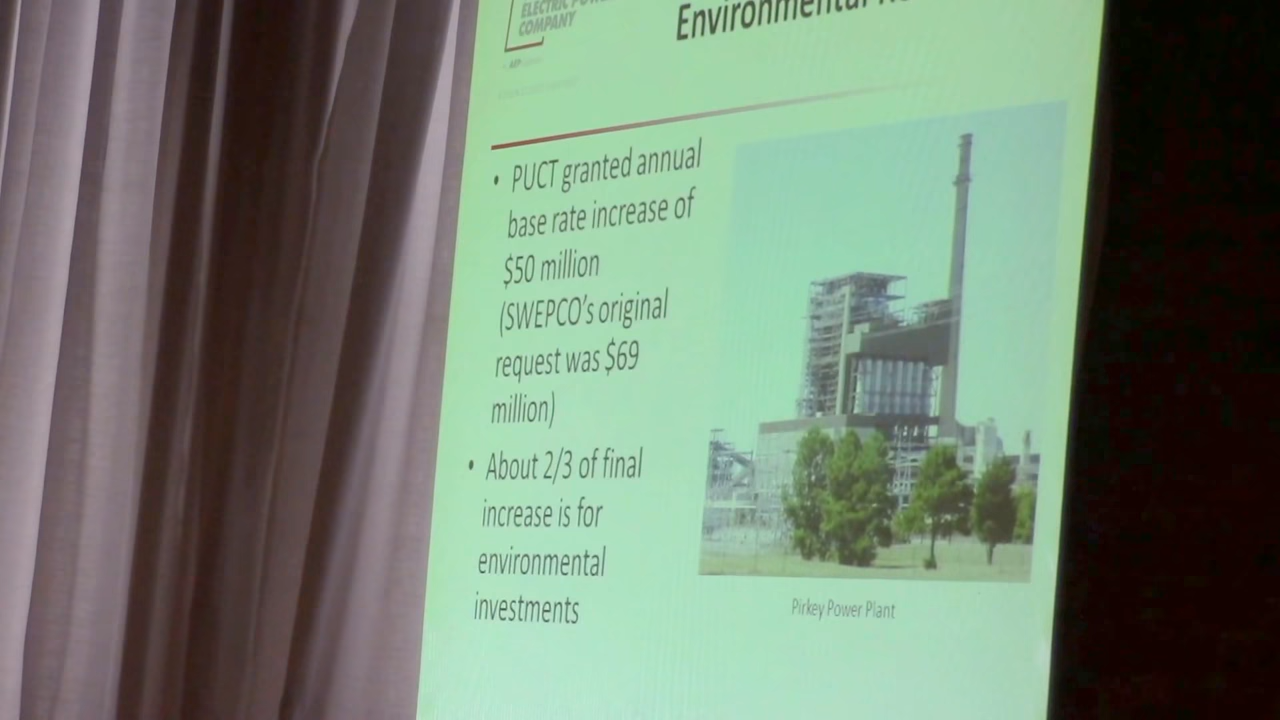 ELECTRIC
COMPANY
Environmental
• PUCT granted annual
base rate increase of
$50 million
(SWEPCO's original
request was $69
million)
• About 2/3 of final
increase is for
environmental
investments
Pirkey Power Plant